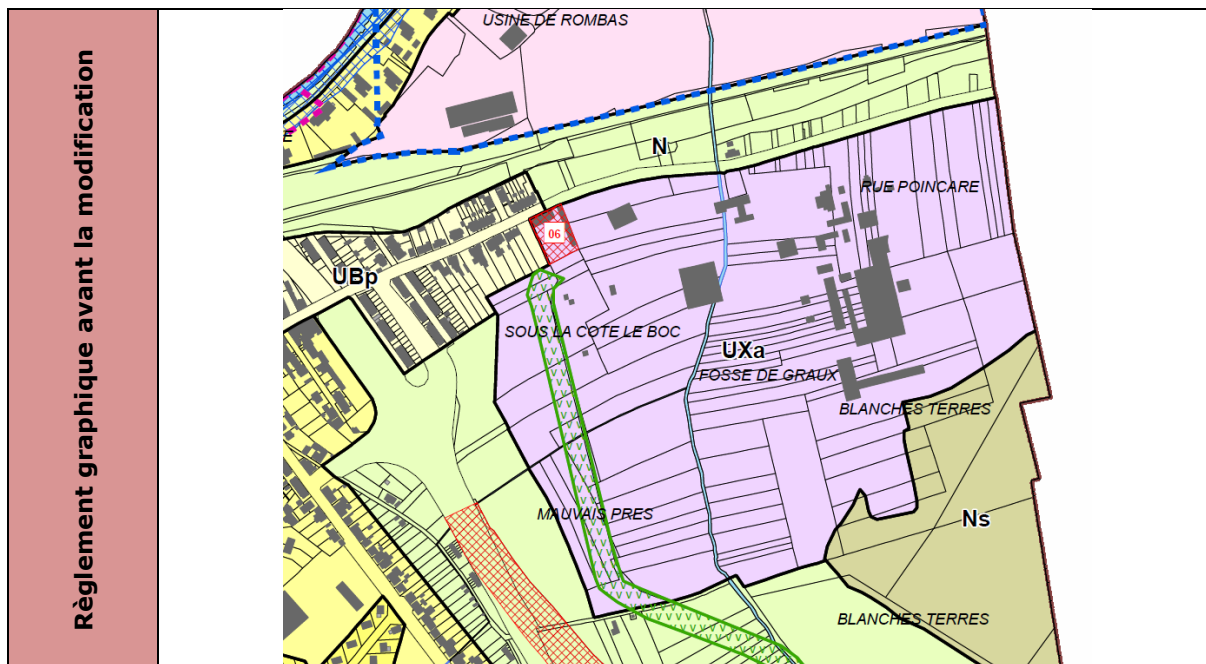 Règlement graphique avant la modification
USINE DE ROMBAS
E
N
RUE POINCARE
06
UBp
SOUS LA COTE LE BOC
UXa
FOSSE DE GRAUX
BLANCHES TERRES
MAUVAIS PRES
Ns
BLANCHES TERRES